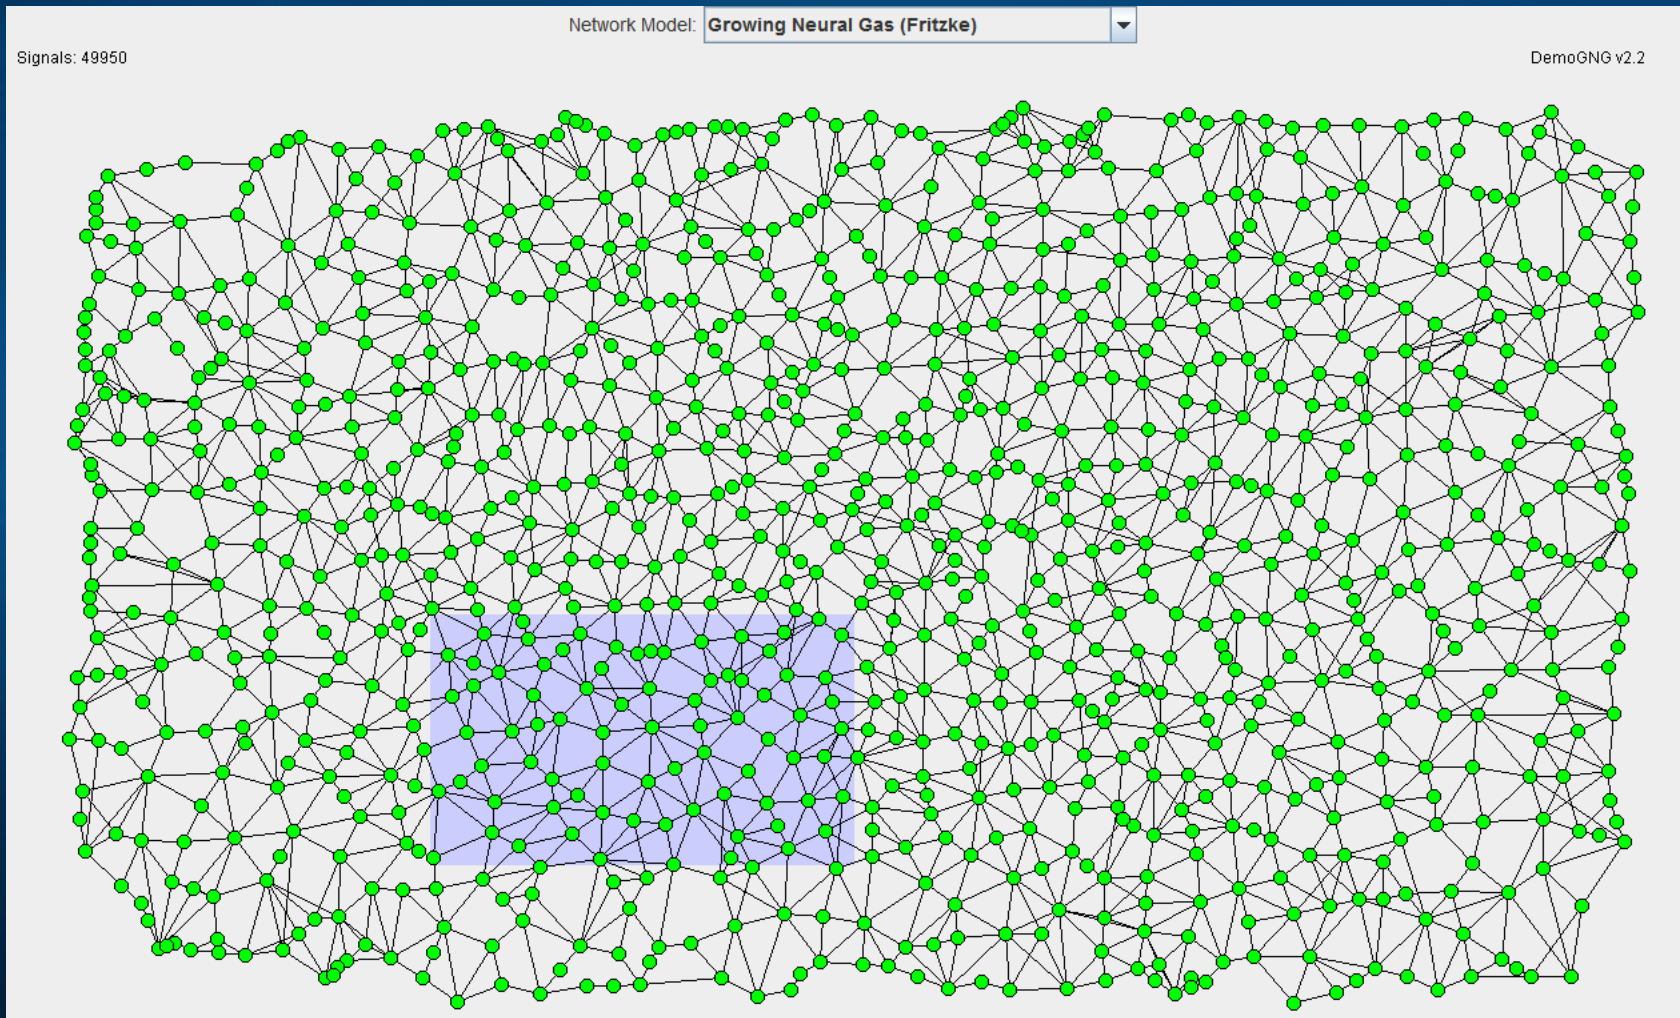 Network Model: Growing Neural Gas (Fritzke)
Signals: 49950
DemoGNG v2.2